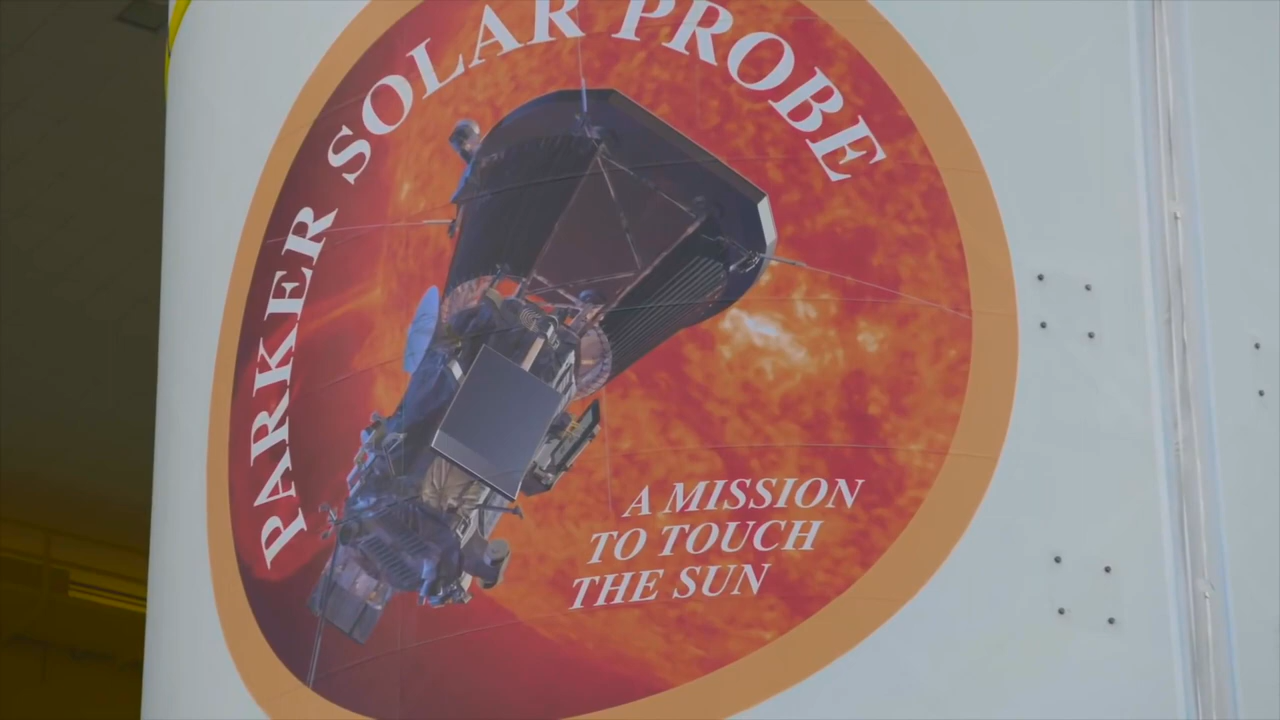 PARKER SOLAR PROBE
A MISSION
TO TOUCH
THE SUN